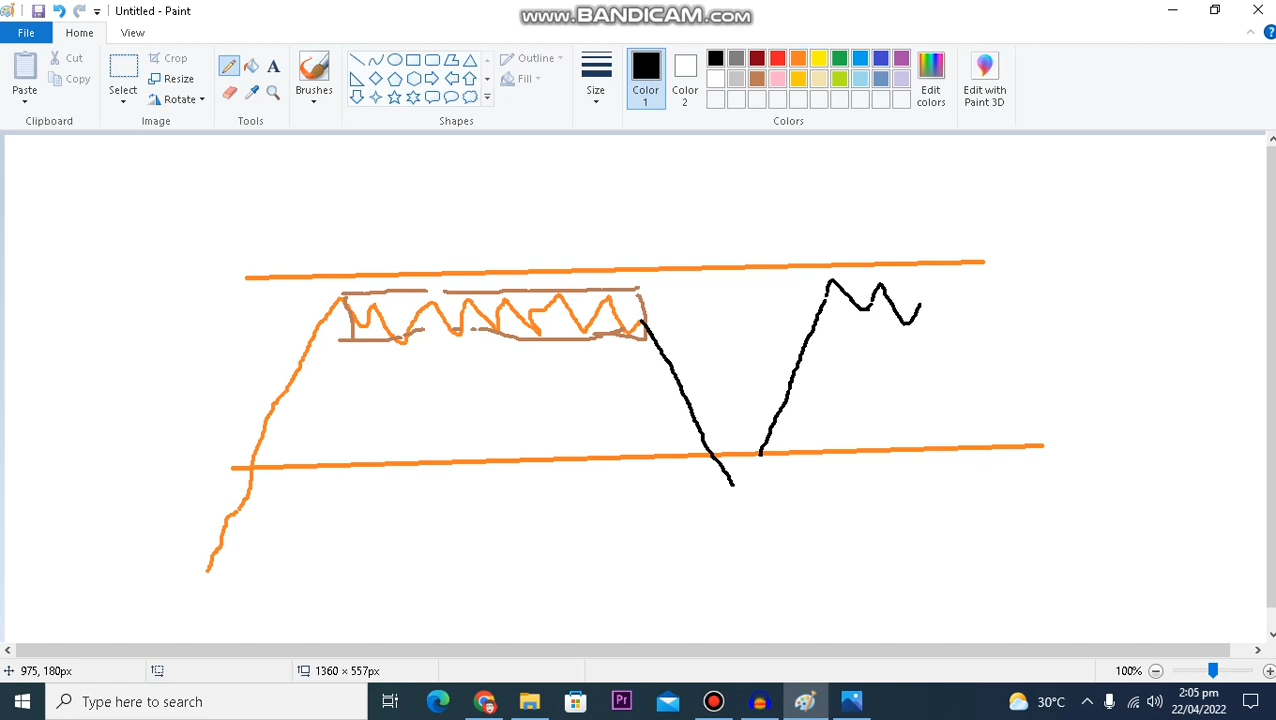 www.BANDICAM.com
Untitled - Paint
File
Home
View
Paste
Cut
Copy
Clipboard
Select
Crop
Resize
Rotate
Image
A
Tools
Brushes
Outline
Fill
Shapes
Size
Color 1
Color 2
Edit colors
Edit with Paint 3D
Colors
975, 180px
1360 × 557px
100%
Type here to search
Pr
30°C
2:05 pm
22/04/2022